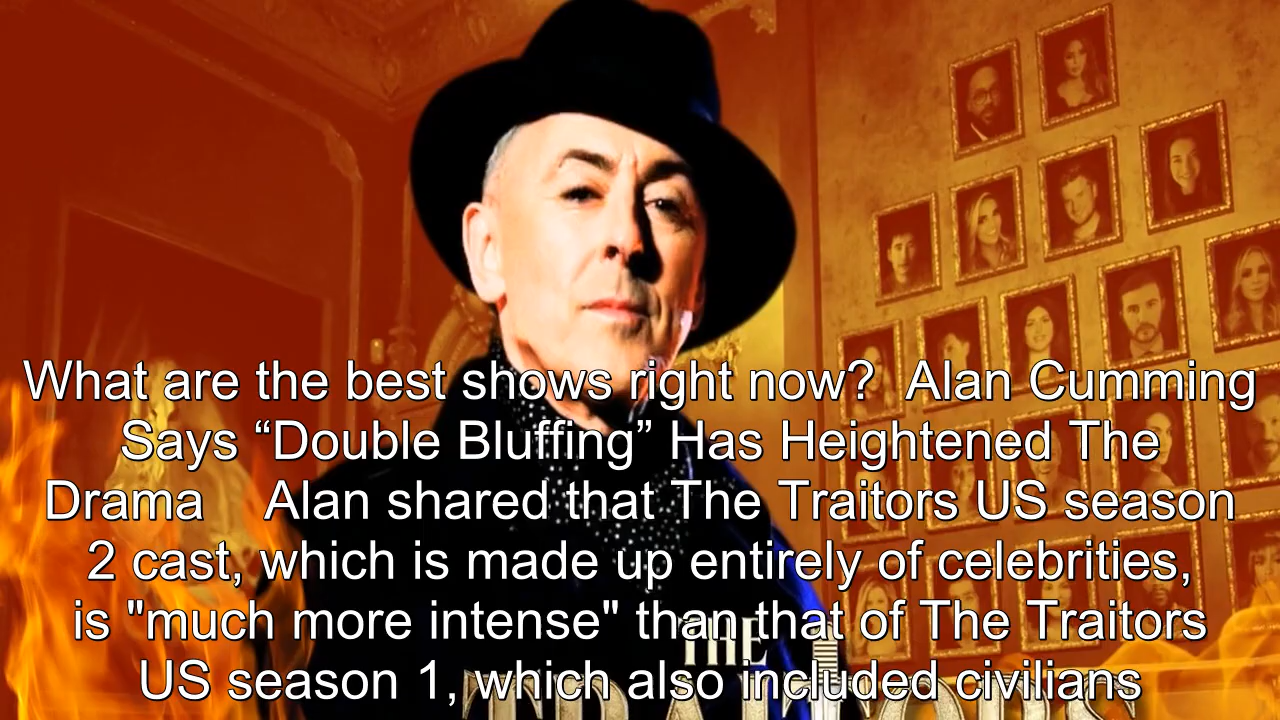 What are the best shows right now?  Alan Cumming
Says “Double Bluffing” Has Heightened The
Drama    Alan shared that The Traitors US season
2 cast, which is made up entirely of celebrities,
is "much more intense" than that of The Traitors
US season 1, which also included civilians
THE
TRAITORS